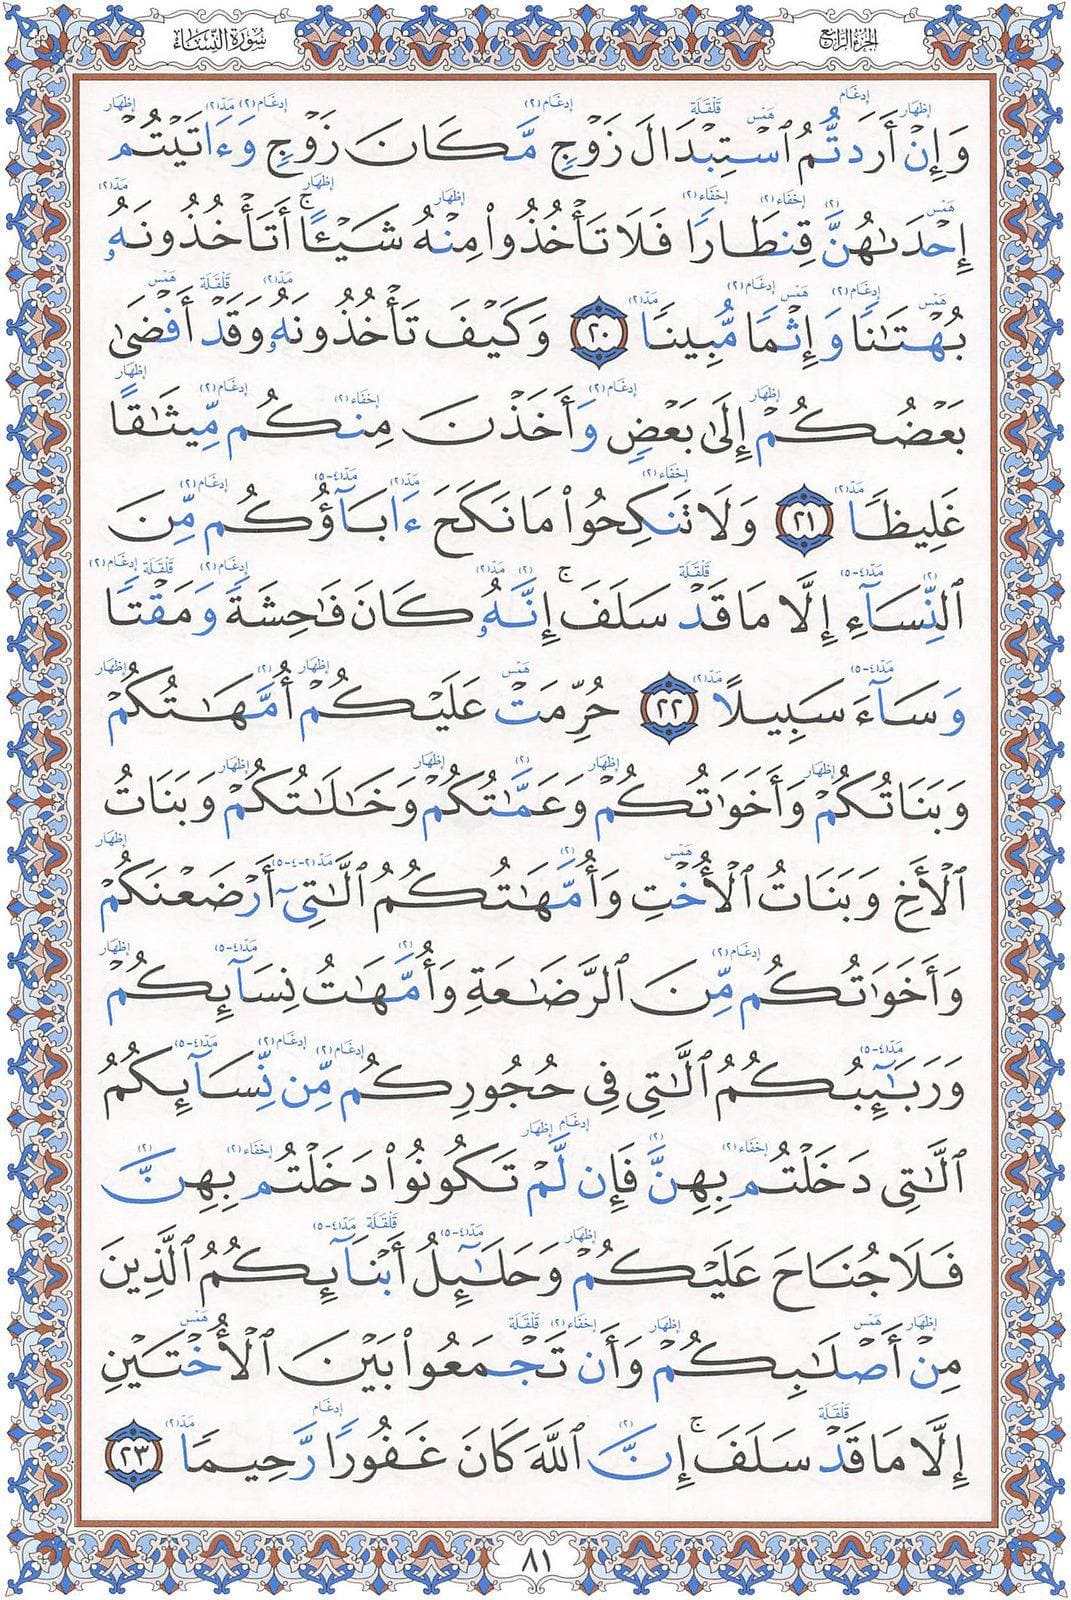 الجزء الرابع
سورة النساء
وَإِنْ أَرَدتُّمُ ٱسْتِبْدَالَ زَوْجٍ مَّكَانَ زَوْجٍ وَءَاتَيْتُمْ
إِحْدَىٰهُنَّ قِنطَارًا فَلَا تَأْخُذُوا۟ مِنْهُ شَيْـًٔا ۚ أَتَأْخُذُونَهُۥ
بُهْتَـٰنًا وَإِثْمًا مُّبِينًا ٢٠ وَكَيْفَ تَأْخُذُونَهُۥ وَقَدْ أَفْضَىٰ
بَعْضُكُمْ إِلَىٰ بَعْضٍ وَأَخَذْنَ مِنكُم مِّيثَـٰقًا
غَلِيظًا ٢١ وَلَا تَنكِحُوا۟ مَا نَكَحَ ءَابَآؤُكُم مِّنَ
ٱلنِّسَآءِ إِلَّا مَا قَدْ سَلَفَ ۚ إِنَّهُۥ كَانَ فَـٰحِشَةً وَمَقْتًا
وَسَآءَ سَبِيلًا ٢٢ حُرِّمَتْ عَلَيْكُمْ أُمَّهَـٰتُكُمْ
وَبَنَاتُكُمْ وَأَخَوَٰتُكُمْ وَعَمَّـٰتُكُمْ وَخَـٰلَـٰتُكُمْ وَبَنَاتُ
ٱلْأَخِ وَبَنَاتُ ٱلْأُخْتِ وَأُمَّهَـٰتُكُمُ ٱلَّـٰتِىٓ أَرْضَعْنَكُمْ
وَأَخَوَٰتُكُم مِّنَ ٱلرَّضَـٰعَةِ وَأُمَّهَـٰتُ نِسَآئِكُمْ
وَرَبَـٰٓئِبُكُمُ ٱلَّـٰتِى فِى حُجُورِكُم مِّن نِّسَآئِكُمُ
ٱلَّـٰتِى دَخَلْتُم بِهِنَّ فَإِن لَّمْ تَكُونُوا۟ دَخَلْتُم بِهِنَّ
فَلَا جُنَاحَ عَلَيْكُمْ وَحَلَـٰٓئِلُ أَبْنَآئِكُمُ ٱلَّذِينَ
مِنْ أَصْلَـٰبِكُمْ وَأَن تَجْمَعُوا۟ بَيْنَ ٱلْأُخْتَيْنِ
إِلَّا مَا قَدْ سَلَفَ ۚ إِنَّ ٱللَّهَ كَانَ غَفُورًا رَّحِيمًا ٢٣
٨١